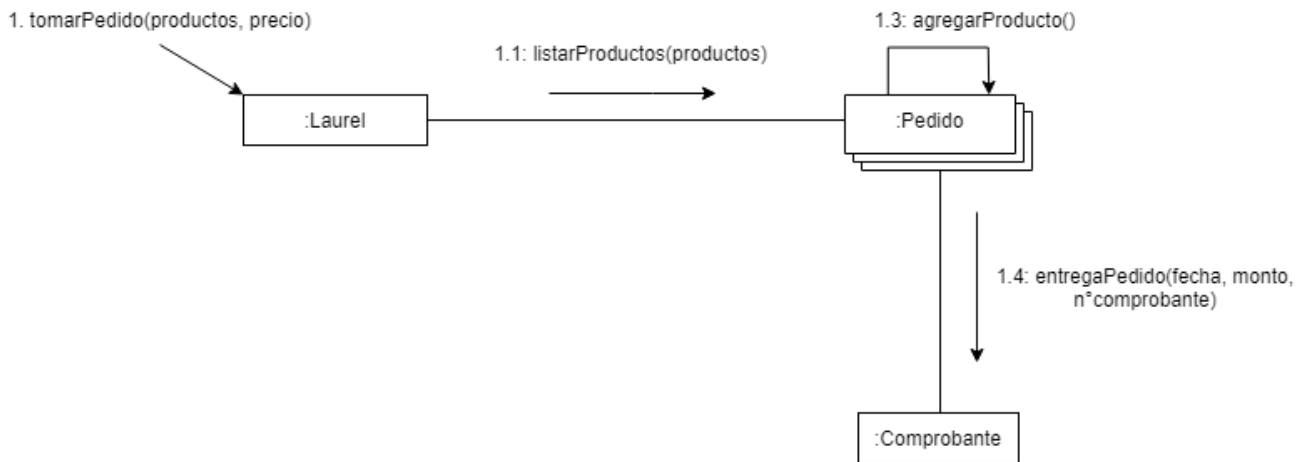 1. tomarPedido(productos, precio)
1.3: agregarProducto()
1.1: listarProductos(productos)
:Laurel
:Pedido
1.4: entregaPedido(fecha, monto,
n°comprobante)
:Comprobante